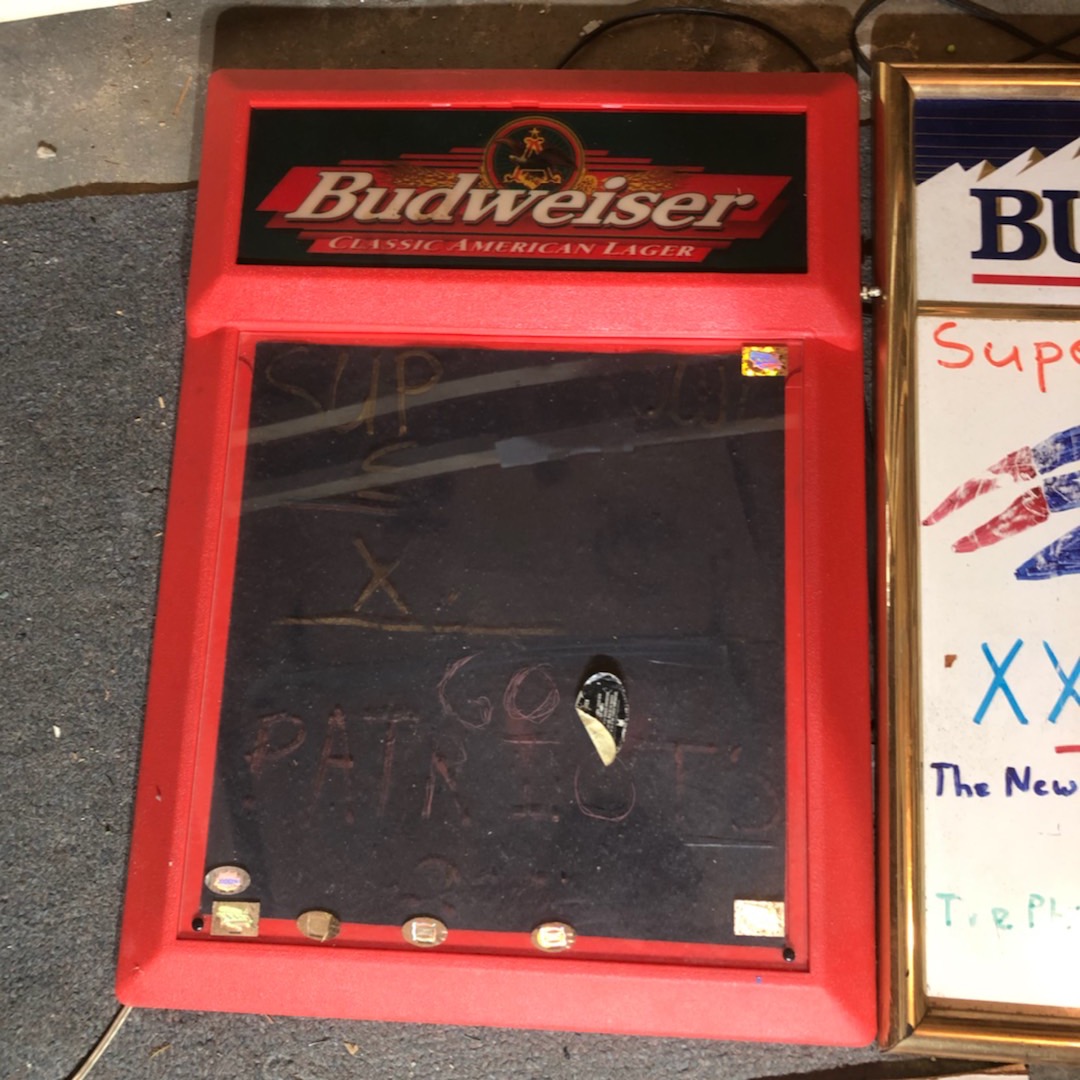 Budweiser
CLASSIC AMERICAN LAGER
SUP
X
GO
PATRIOTS
BU
Supe
XX
The New